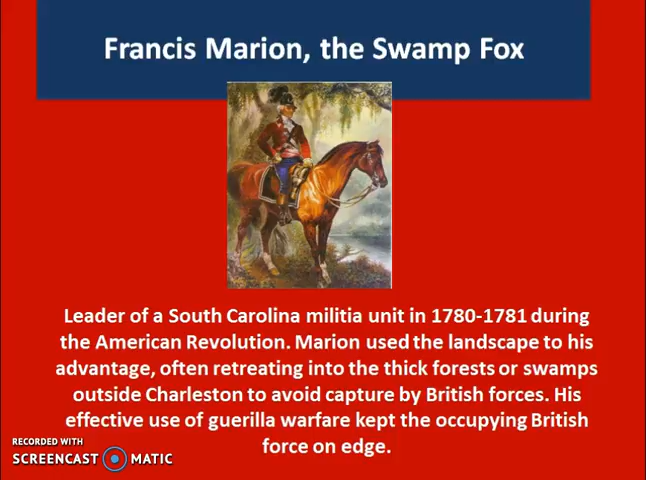 Francis Marion, the Swamp Fox
Leader of a South Carolina militia unit in 1780-1781 during
the American Revolution. Marion used the landscape to his
advantage, often retreating into the thick forests or swamps
outside Charleston to avoid capture by British forces. His
effective use of guerilla warfare kept the occupying British
force on edge.
RECORDED WITH
SCREENCAST MATIC